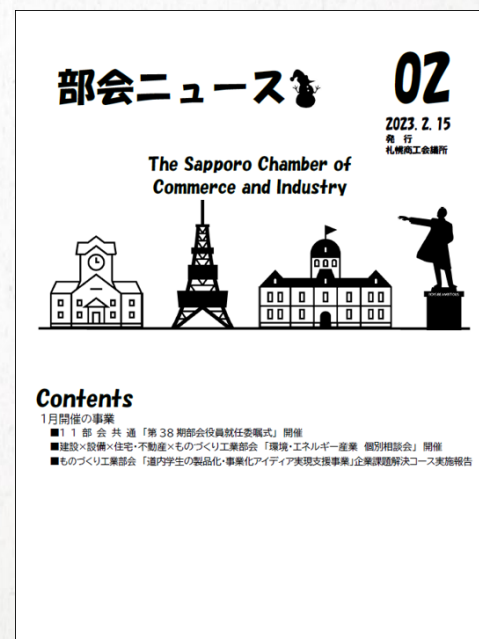 部会ニュース
02
2023. 2. 15
発 行
札幌商工会議所
The Sapporo Chamber of
Commerce and Industry
Contents
1月開催の事業
■1 1 部 会 共 通 「第 38 期部会役員就任委嘱式」 開催
■建設×設備×住宅・不動産×ものづくり工業部会 「環境・エネルギー産業 個別相談会」 開催
■ものづくり工業部会 「道内学生の製品化・事業化アイディア実現支援事業」企業課題解決コース実施報告